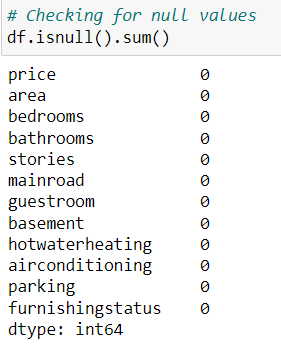 # Checking for null values
df.isnull().sum()
price 0
area 0
bedrooms 0
bathrooms 0
stories 0
mainroad 0
guestroom 0
basement 0
hotwaterheating 0
airconditioning 0
parking 0
furnishingstatus 0
dtype: int64